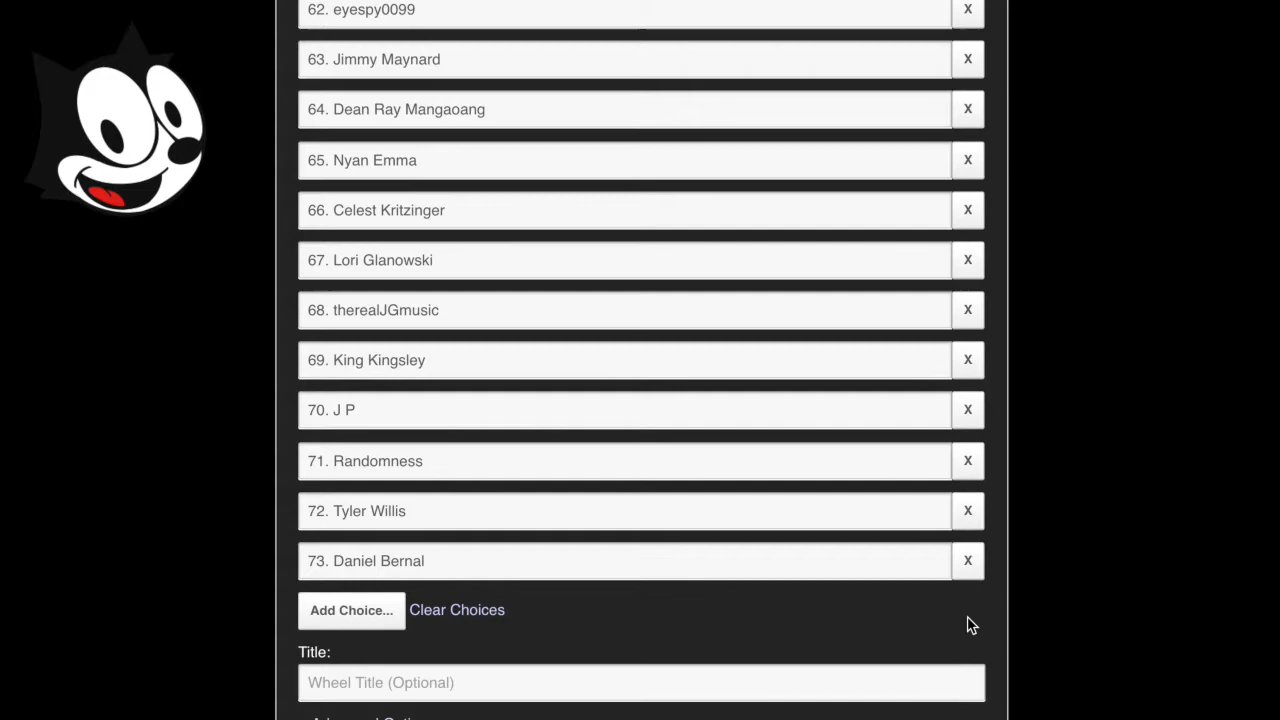 62. eyespy0099
X
63. Jimmy Maynard
X
64. Dean Ray Mangaoang
X
65. Nyan Emma
X
66. Celest Kritzinger
X
67. Lori Glanowski
X
68. therealJGmusic
X
69. King Kingsley
X
70. J P
X
71. Randomness
X
72. Tyler Willis
X
73. Daniel Bernal
X
Add Choice... Clear Choices
Title:
Wheel Title (Optional)